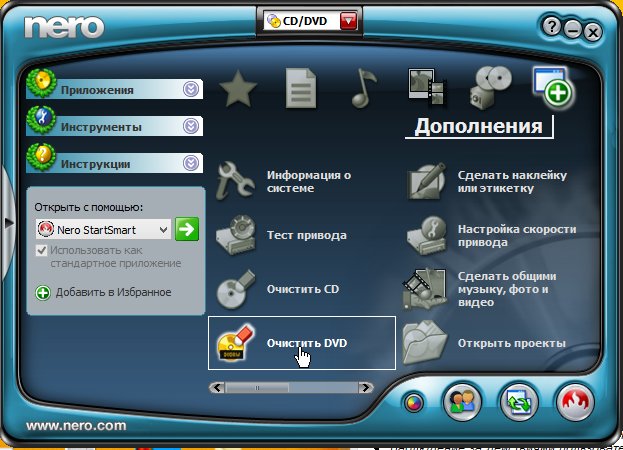 nero
CD/DVD
Приложения
Инструменты
Инструкции
Дополнения
Открыть с помощью:
Nero StartSmart
Использовать как
стандартное приложение
Добавить в Избранное
Информация о
системе
Сделать наклейку
или этикетку
Тест привода
Настройка скорости
привода
Очистить CD
Сделать общими
музыку, фото и
видео
Очистить DVD
Открыть проекты
www.nero.com